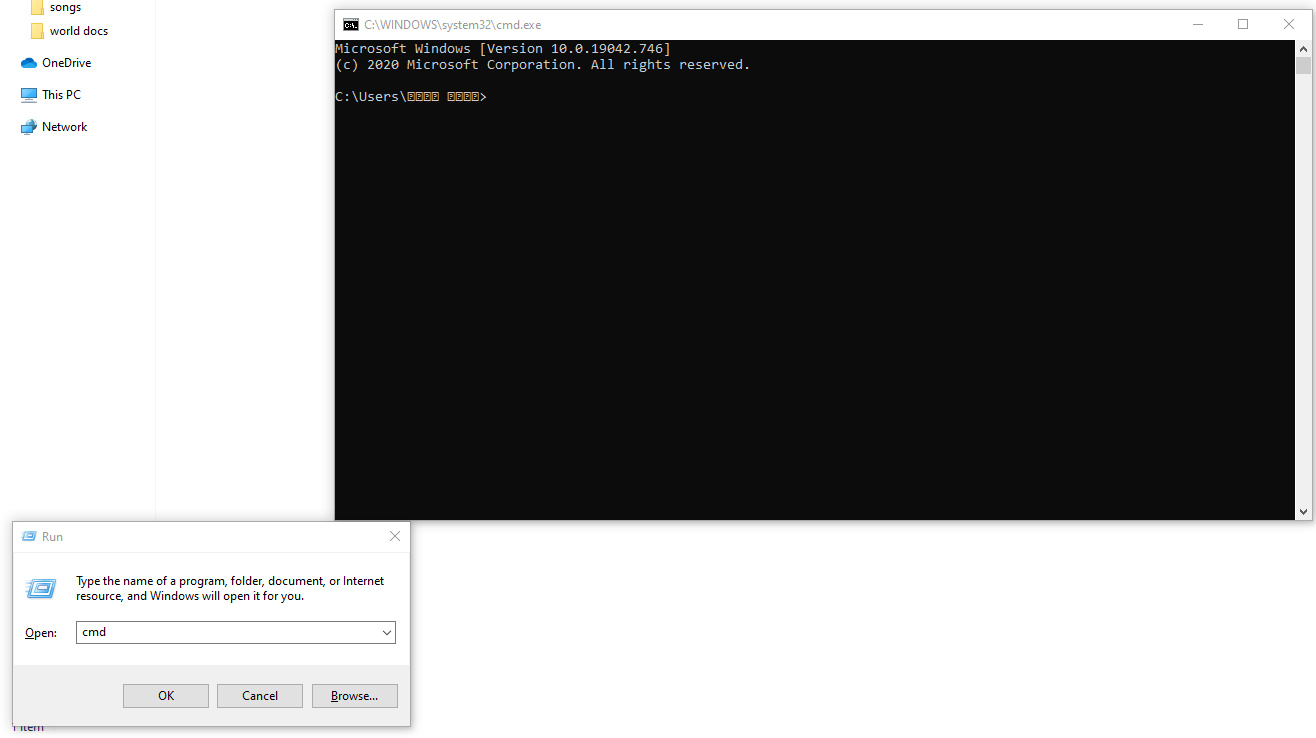 songs
world docs
OneDrive
This PC
Network
C:\WINDOWS\system32\cmd.exe
Microsoft Windows [Version 10.0.19042.746]
(c) 2020 Microsoft Corporation. All rights reserved.
C:\Users\
Run
Type the name of a program, folder, document, or Internet
resource, and Windows will open it for you.
Open:
cmd
OK
Cancel
Browse...
1 item